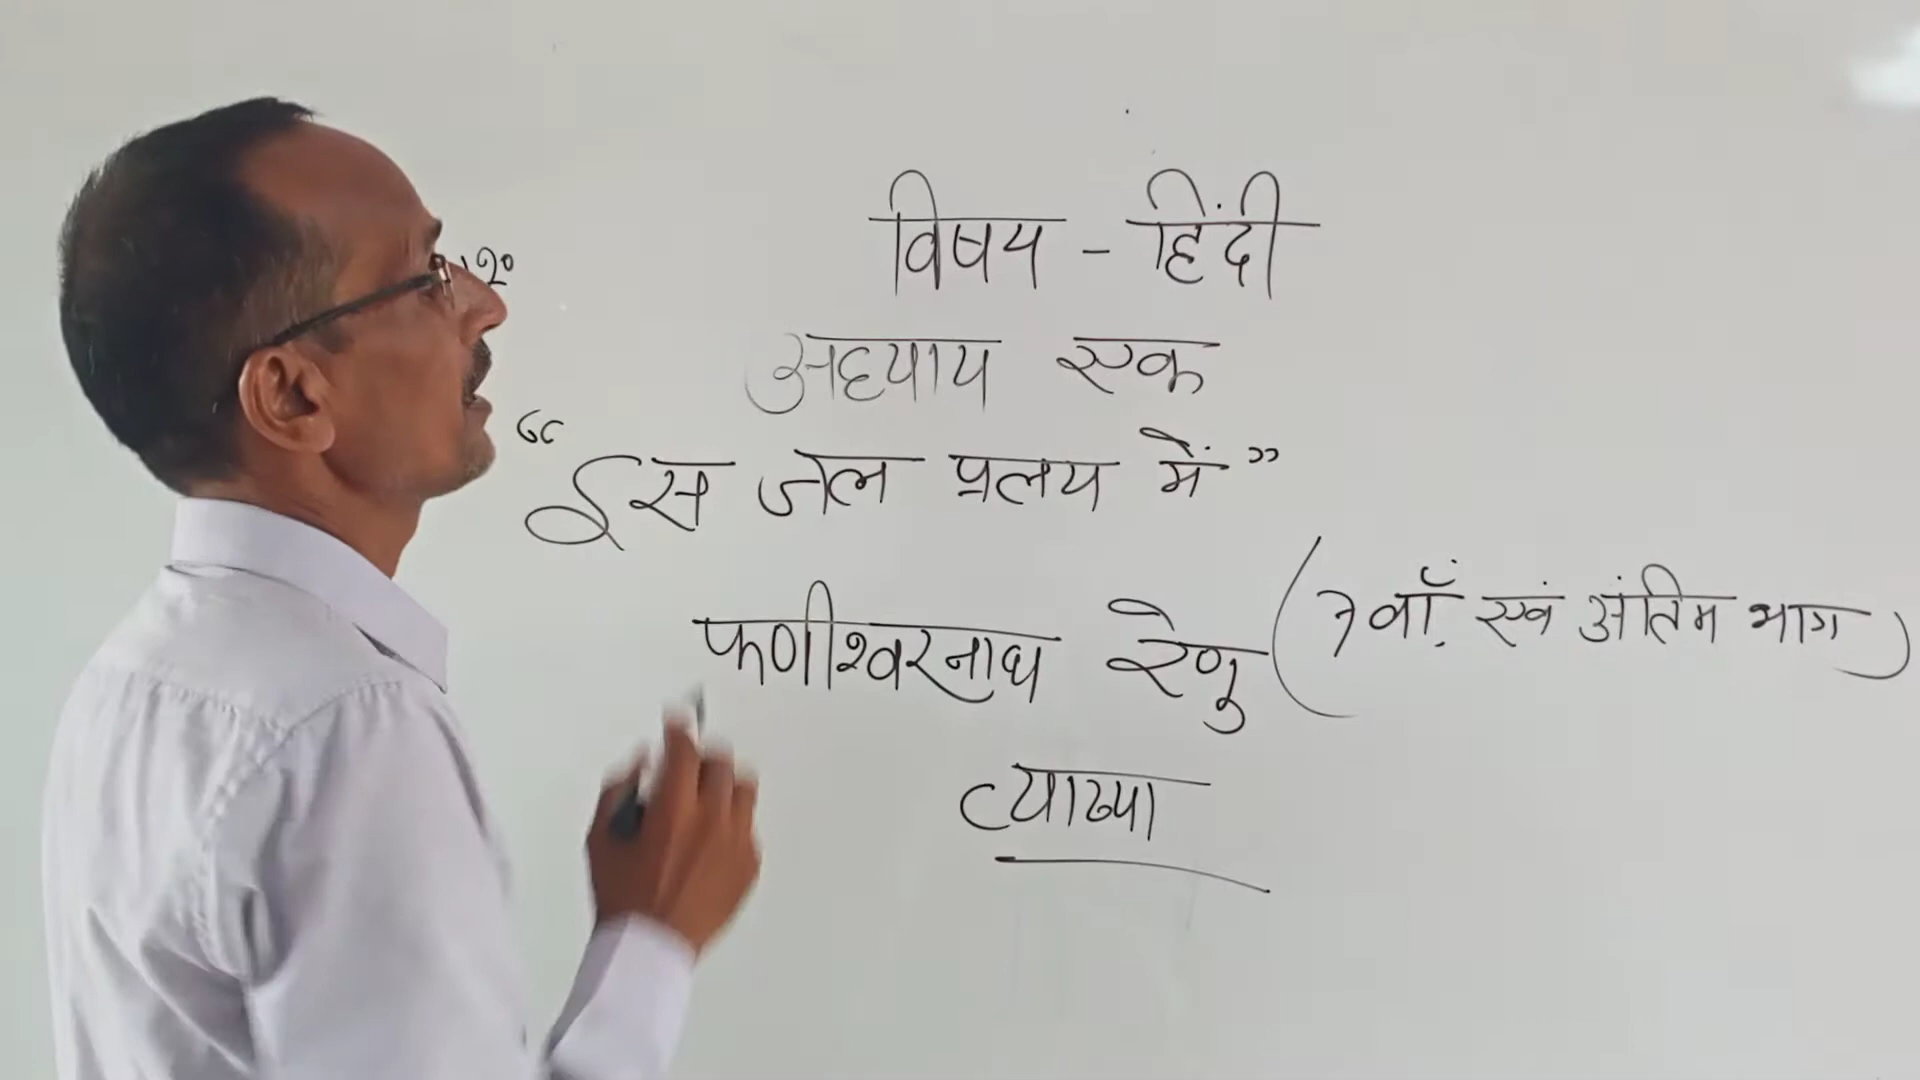 विषय - हिंदी
अध्याय एक
“इस जल प्रलय में”
फणीश्वरनाथ रेणु (7वाँ. एवं अंतिम भाग)
व्याख्या